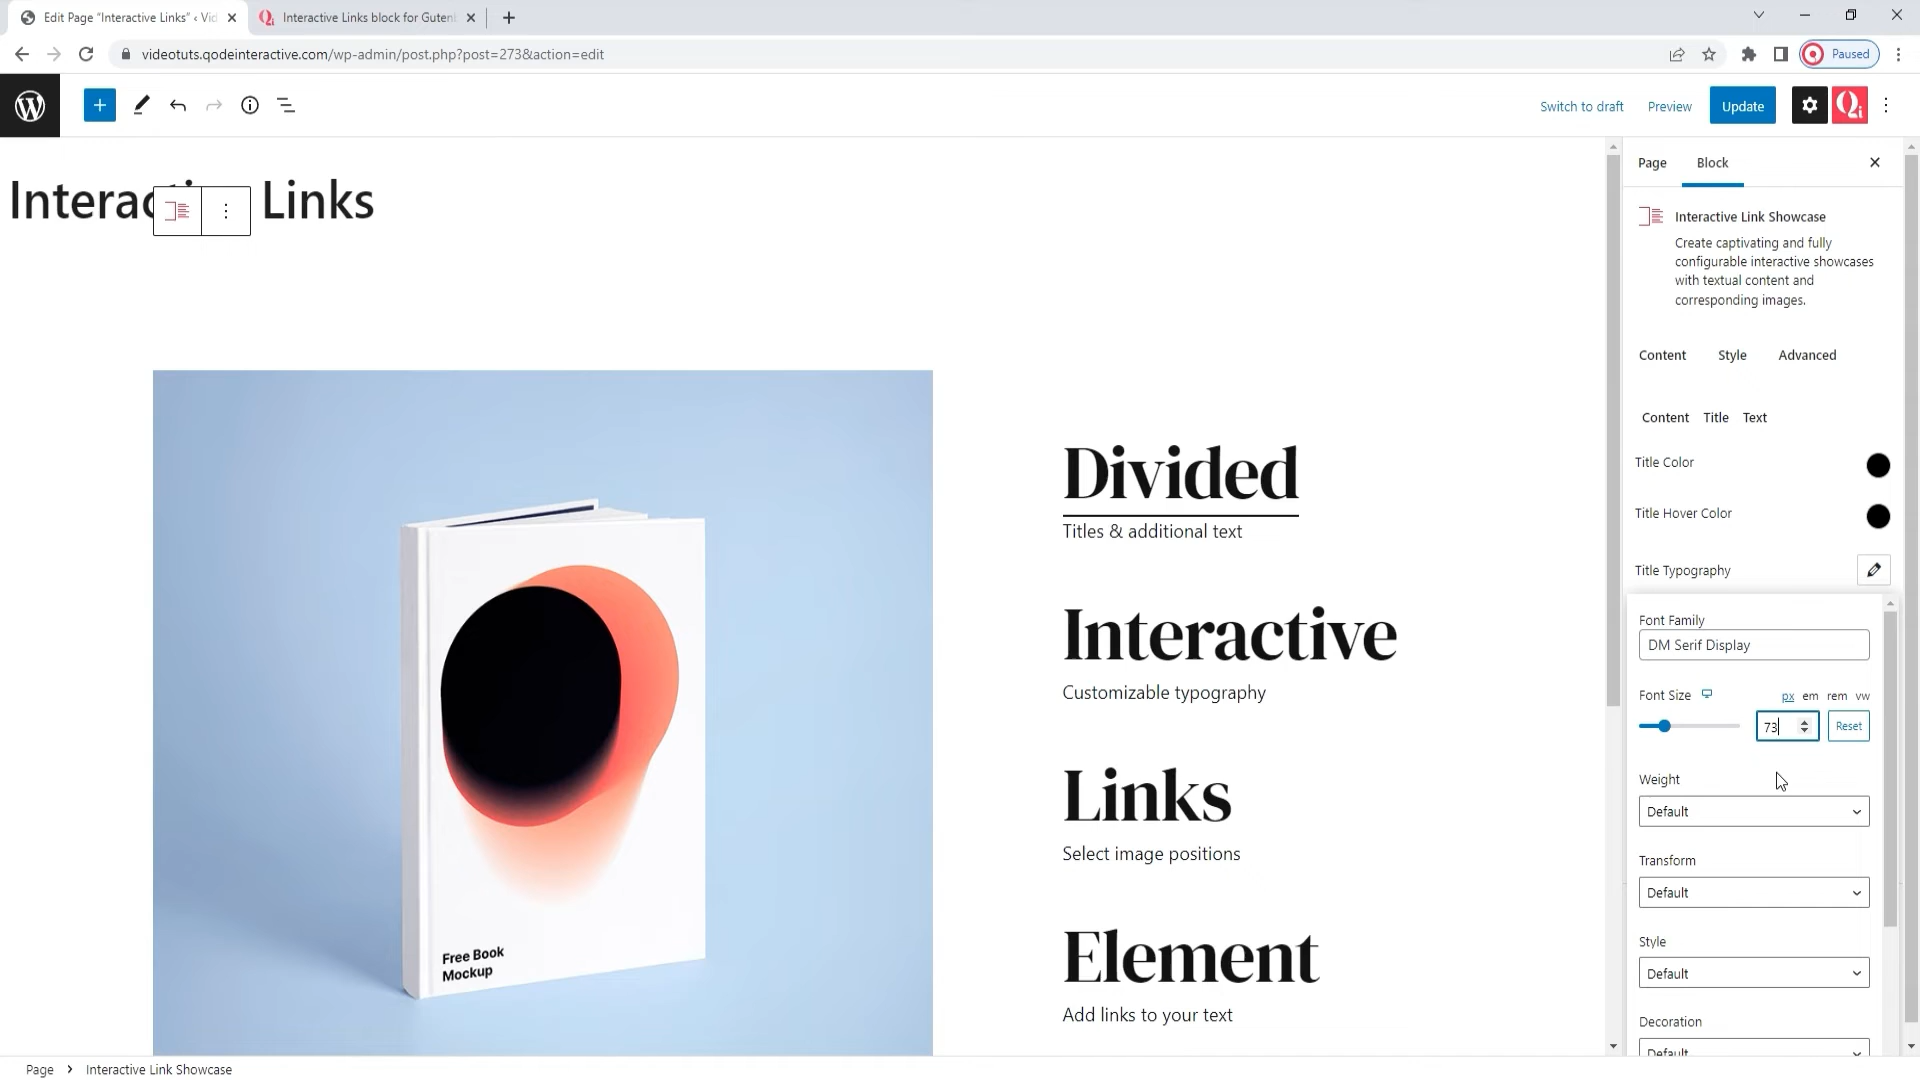 Edit Page “Interactive Links” ‹ Vid
Interactive Links block for Gutenb
videotuts.qodeinteractive.com/wp-admin/post.php?post=273&action=edit
Paused
Switch to draft
Preview
Update
Interactive Links
Page
Block
Interactive Link Showcase
Create captivating and fully
configurable interactive showcases
with textual content and
corresponding images.
Content Style Advanced
Content Title Text
Title Color
Title Hover Color
Title Typography
Font Family
DM Serif Display
Font Size
px em rem vw
73
Reset
Weight
Default
Transform
Default
Style
Default
Decoration
Default
Divided
Titles & additional text
Interactive
Customizable typography
Links
Select image positions
Element
Add links to your text
Free Book
Mockup
Page
Interactive Link Showcase